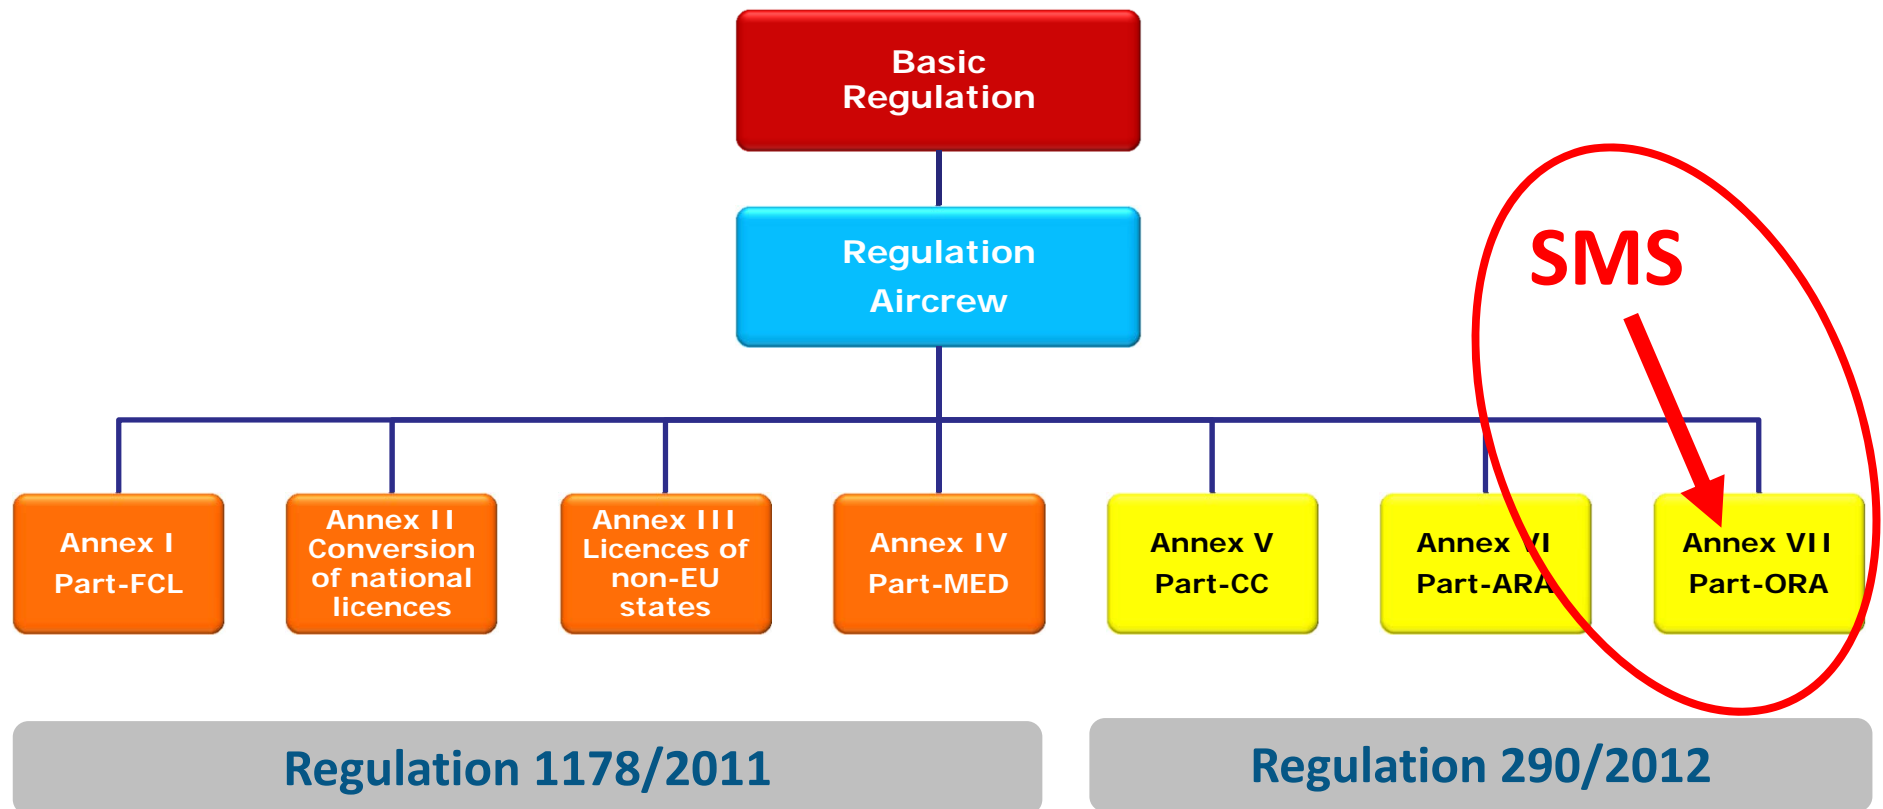 Basic
Regulation
Regulation
Aircrew
SMS
Annex I
Part-FCL
Annex II
Conversion
of national
licences
Annex III
Licences of
non-EU
states
Annex IV
Part-MED
Annex V
Part-CC
Annex VI
Part-ARA
Annex VII
Part-ORA
Regulation 1178/2011
Regulation 290/2012